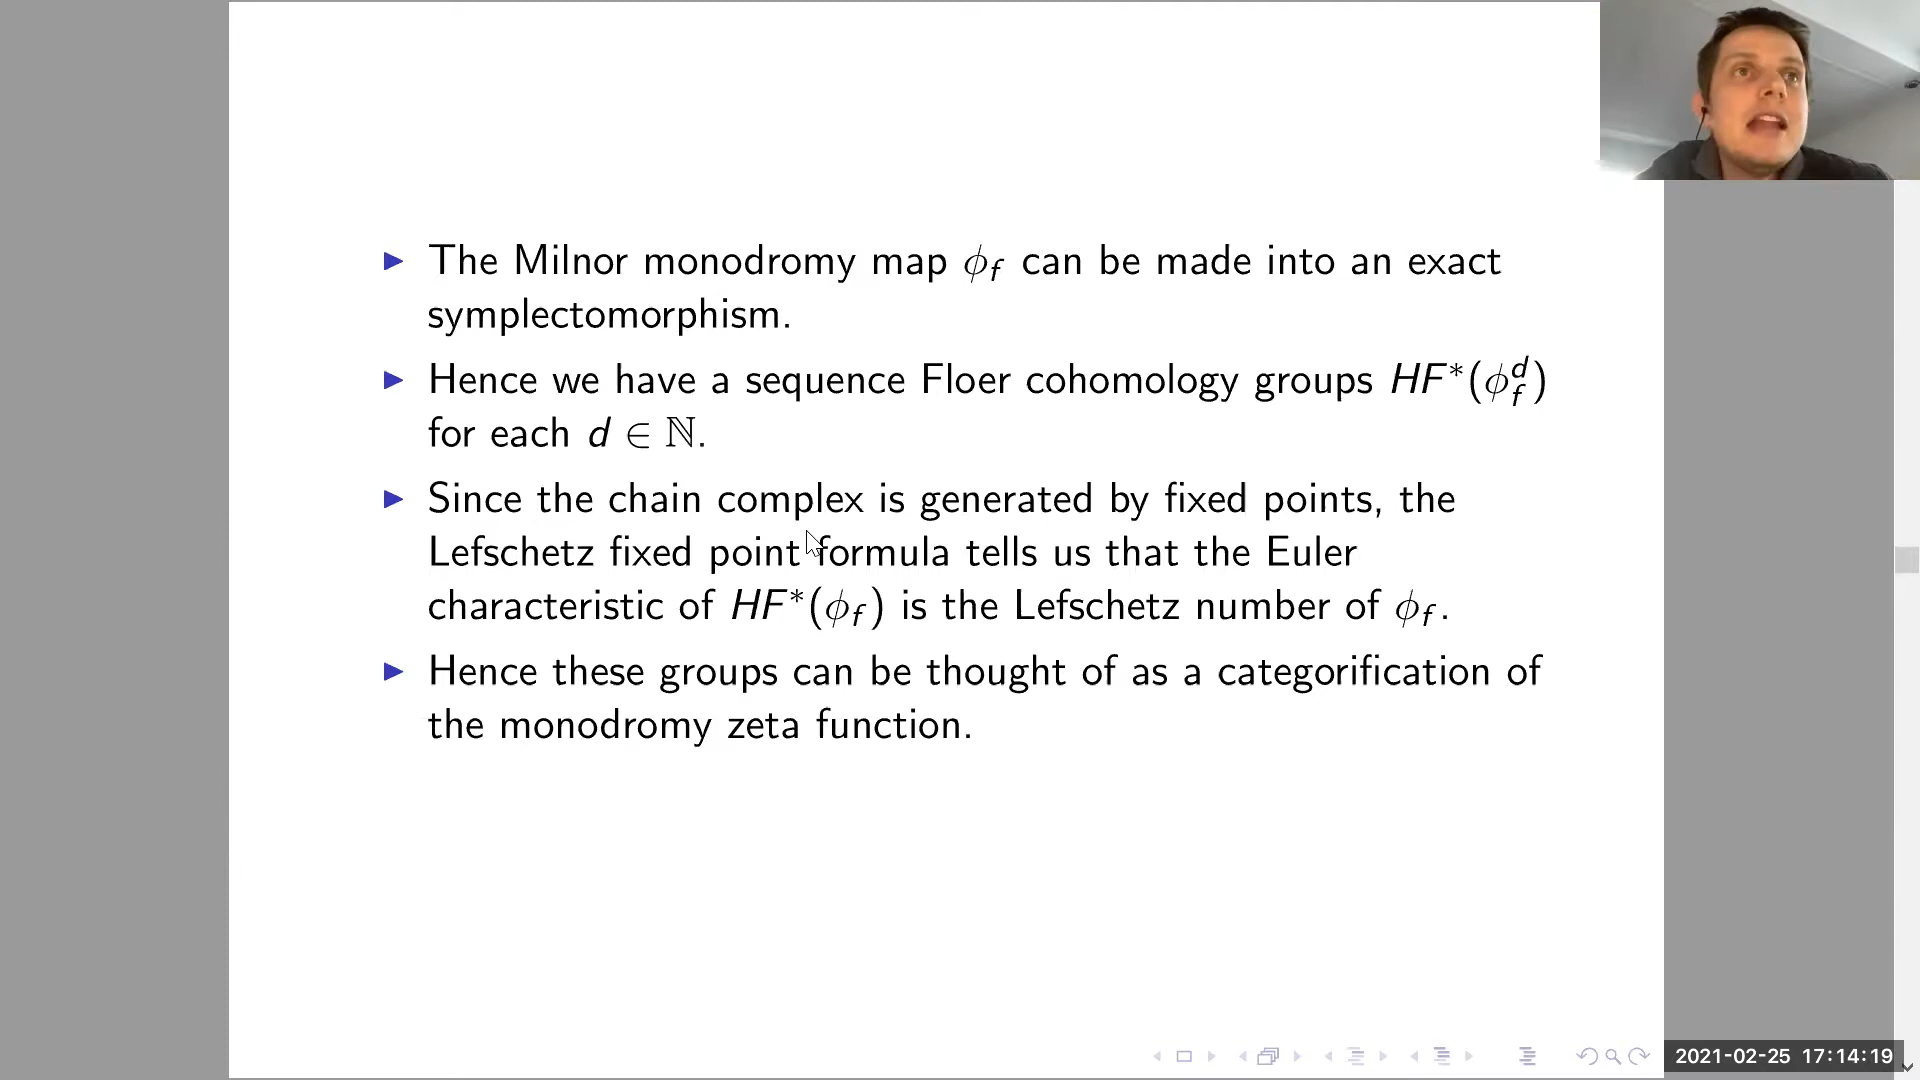 The Milnor monodromy map ϕ_f can be made into an exact
symplectomorphism.
Hence we have a sequence Floer cohomology groups HF*(ϕ_f^d)
for each d ∈ ℕ.
Since the chain complex is generated by fixed points, the
Lefschetz fixed point formula tells us that the Euler
characteristic of HF*(ϕ_f) is the Lefschetz number of ϕ_f.
Hence these groups can be thought of as a categorification of
the monodromy zeta function.
2021-02-25 17:14:19